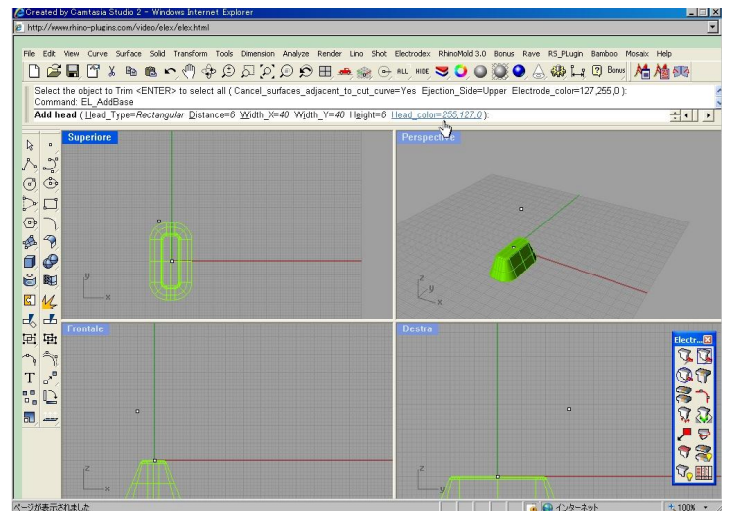 Created by Camtasia Studio 2 - Windows Internet Explorer
http://www.rhino-plugins.com/video/elex/elex.html
File Edit View Curve Surface Solid Transform Tools Dimension Analyze Render Lino Shot Electrodex RhinoMold 3.0 Bonus Rave RS_Plugin Bamboo Mosaix Help
ALL HIDE Bonus
Select the object to Trim <ENTER> to select all ( Cancel_surfaces_adjacent_to_cut_curve=Yes Ejection_Side=Upper Electrode_color=127,255,0 ):
Command: EL_AddBase
Add head ( Head_Type=Rectangular Distance=6 Width_X=40 Width_Y=40 Height=6 Head_color=255,127,0 ):
Superiore
Perspective
y
x
z
y
x
Frontale
Destra
Electr...
T
z
x
z
y
ページが表示されました
インターネット
100%